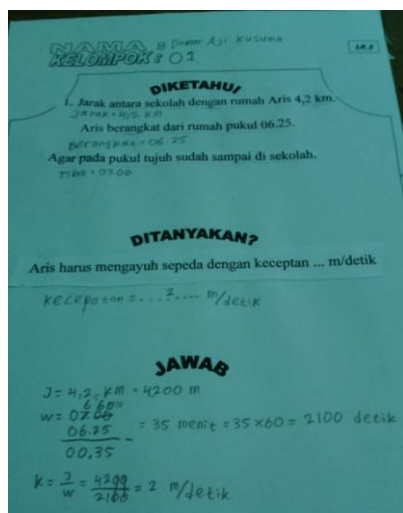 NAMA
KELOMPOK : 02
LK 2
DIKETAHUI
1. Jarak antara sekolah dengan rumah Aris 4,2 km.
Jarak = 4,2 km
Aris berangkat dari rumah pukul 06.25.
Berangkat = 06.25
Agar pada pukul tujuh sudah sampai di sekolah.
Tiba = 07.00
DITANYAKAN?
Aris harus mengayuh sepeda dengan keceptan ... m/detik
kecepatan = ...?.... m/detik
JAWAB
J = 4,2 km = 4200 m
6 60
W = 07.00
06.25 - = 35 menit = 35 x 60 = 2100 detik
00,35
k = J/W = 4200/2100 = 2 m/detik